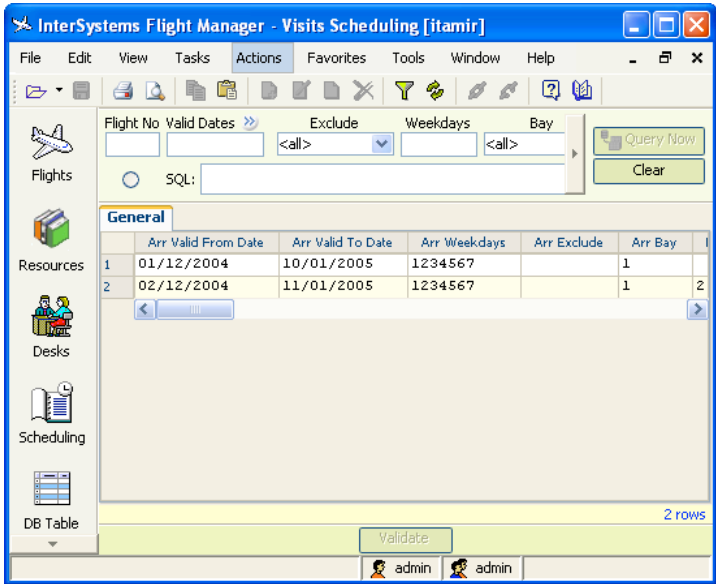 InterSystems Flight Manager - Visits Scheduling [itamir]
File Edit View Tasks Actions Favorites Tools Window Help
Flight No Valid Dates Exclude Weekdays Bay
<all> <all> Query Now
Flights SQL: Clear
General
Arr Valid From Date Arr Valid To Date Arr Weekdays Arr Exclude Arr Bay
Resources 1 01/12/2004 10/01/2005 1234567 1
2 02/12/2004 11/01/2005 1234567 1 2
Desks
Scheduling
DB Table 2 rows
Validate
admin admin